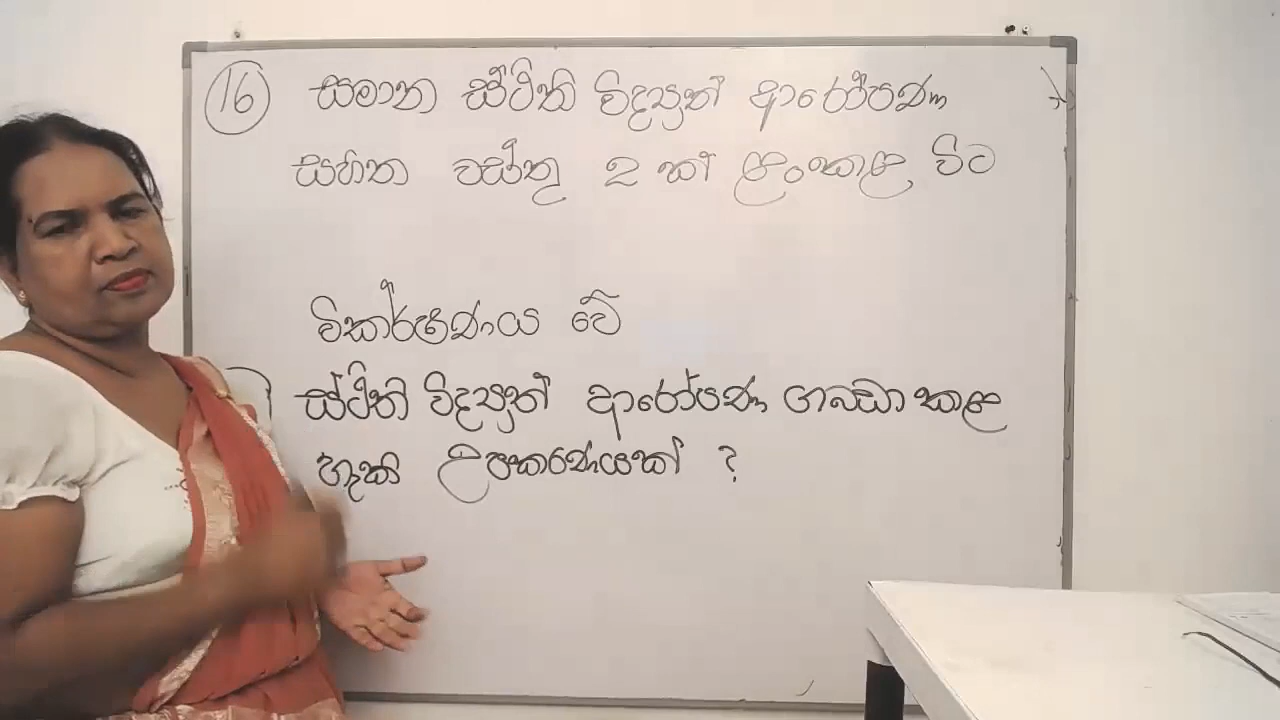 16 සමාන ස්ථිති විද්‍යුත් ආරෝපණ
සහිත වස්තු 2 ක් ළංකළ විට
විකර්ෂණය වේ
ස්ථිති විද්‍යුත් ආරෝපණ ගබඩා කළ
හැකි උපකරණයක් ?